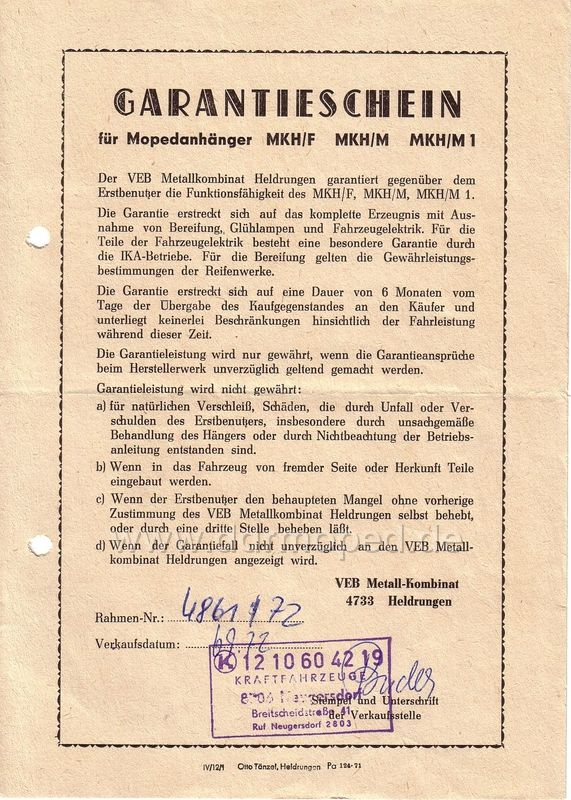 GARANTIESCHEIN
für Mopedanhänger MKH/F MKH/M MKH/M 1
Der VEB Metallkombinat Heldrungen garantiert gegenüber dem
Erstbenutzer die Funktionsfähigkeit des MKH/F, MKH/M, MKH/M 1.
Die Garantie erstreckt sich auf das komplette Erzeugnis mit Aus-
nahme von Bereifung, Glühlampen und Fahrzeugelektrik. Für die
Teile der Fahrzeugelektrik besteht eine besondere Garantie durch
die IKA-Betriebe. Für die Bereifung gelten die Gewährleistungs-
bestimmungen der Reifenwerke.
Die Garantie erstreckt sich auf eine Dauer von 6 Monaten vom
Tage der Übergabe des Kaufgegenstandes an den Käufer und
unterliegt keinerlei Beschränkungen hinsichtlich der Fahrleistung
während dieser Zeit.
Die Garantieleistung wird nur gewährt, wenn die Garantieansprüche
beim Herstellerwerk unverzüglich geltend gemacht werden.
Garantieleistung wird nicht gewährt:
a) für natürlichen Verschleiß, Schäden, die durch Unfall oder Ver-
schulden des Erstbenutzers, insbesondere durch unsachgemäße
Behandlung des Hängers oder durch Nichtbeachtung der Betriebs-
anleitung entstanden sind.
b) Wenn in das Fahrzeug von fremder Seite oder Herkunft Teile
eingebaut werden.
c) Wenn der Erstbenutzer den behaupteten Mangel ohne vorherige
Zustimmung des VEB Metallkombinat Heldrungen selbst behebt,
oder durch eine dritte Stelle beheben läßt.
www.dormoped.de
d) Wenn der Garantiefall nicht unverzüglich an den VEB Metall-
kombinat Heldrungen angezeigt wird.
VEB Metall-Kombinat
4733 Heldrungen
Rahmen-Nr.: 4861 / 72
Verkaufsdatum:
K 12 10 60 42 19
KRAFTFAHRZEUGE
Neugersdorf
Breitscheidstraße 41
Ruf Neugersdorf 2803
Stempel und Unterschrift
der Verkaufsstelle
IV/12/1 Otto Tänzel, Heldrungen Pa 124-71